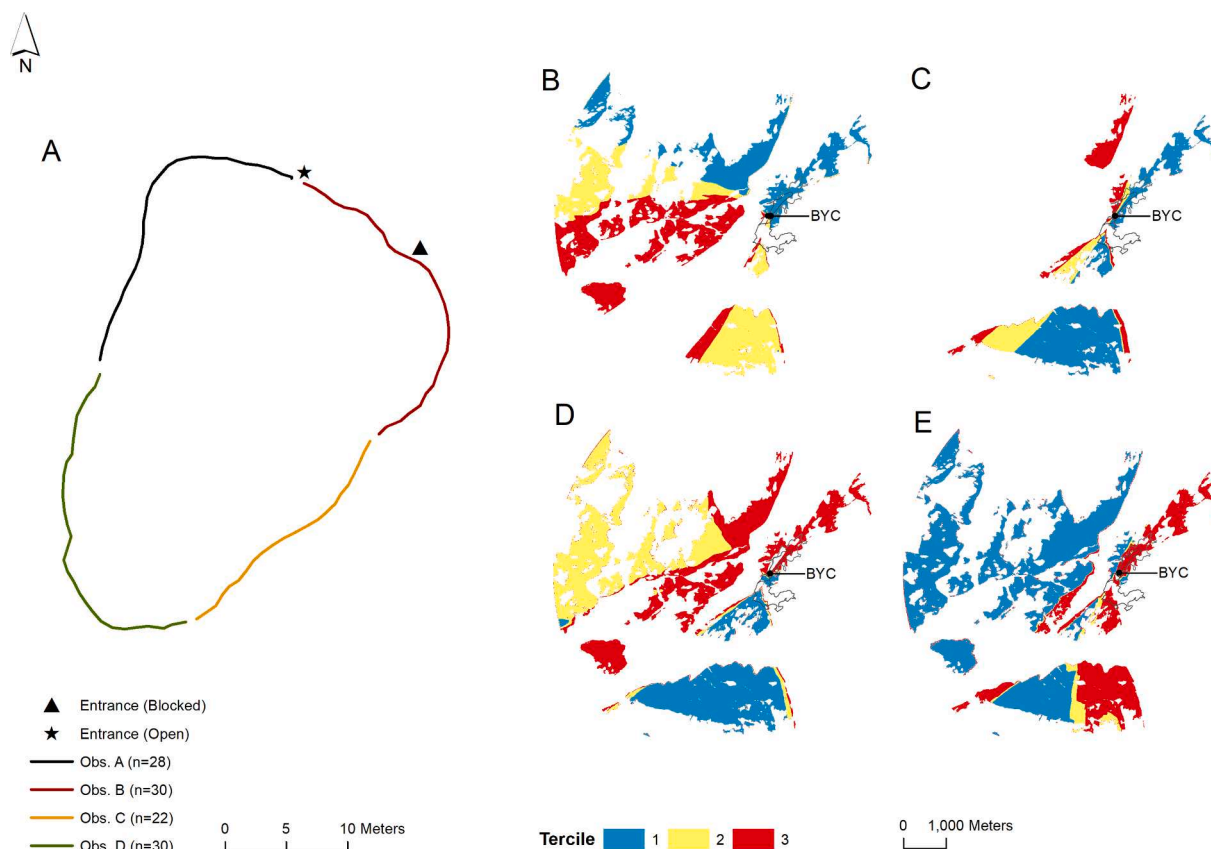 N
A
Entrance (Blocked)
Entrance (Open)
Obs. A (n=28)
Obs. B (n=30)
Obs. C (n=22)
Obs. D (n=30)
0 5 10 Meters
B
BYC
C
BYC
D
BYC
E
BYC
Tercile 1 2 3
0 1,000 Meters